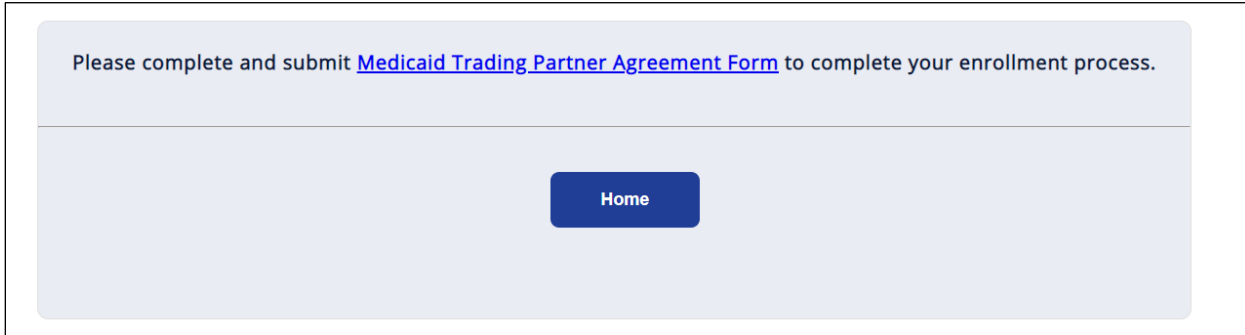 Please complete and submit Medicaid Trading Partner Agreement Form to complete your enrollment process.
Home